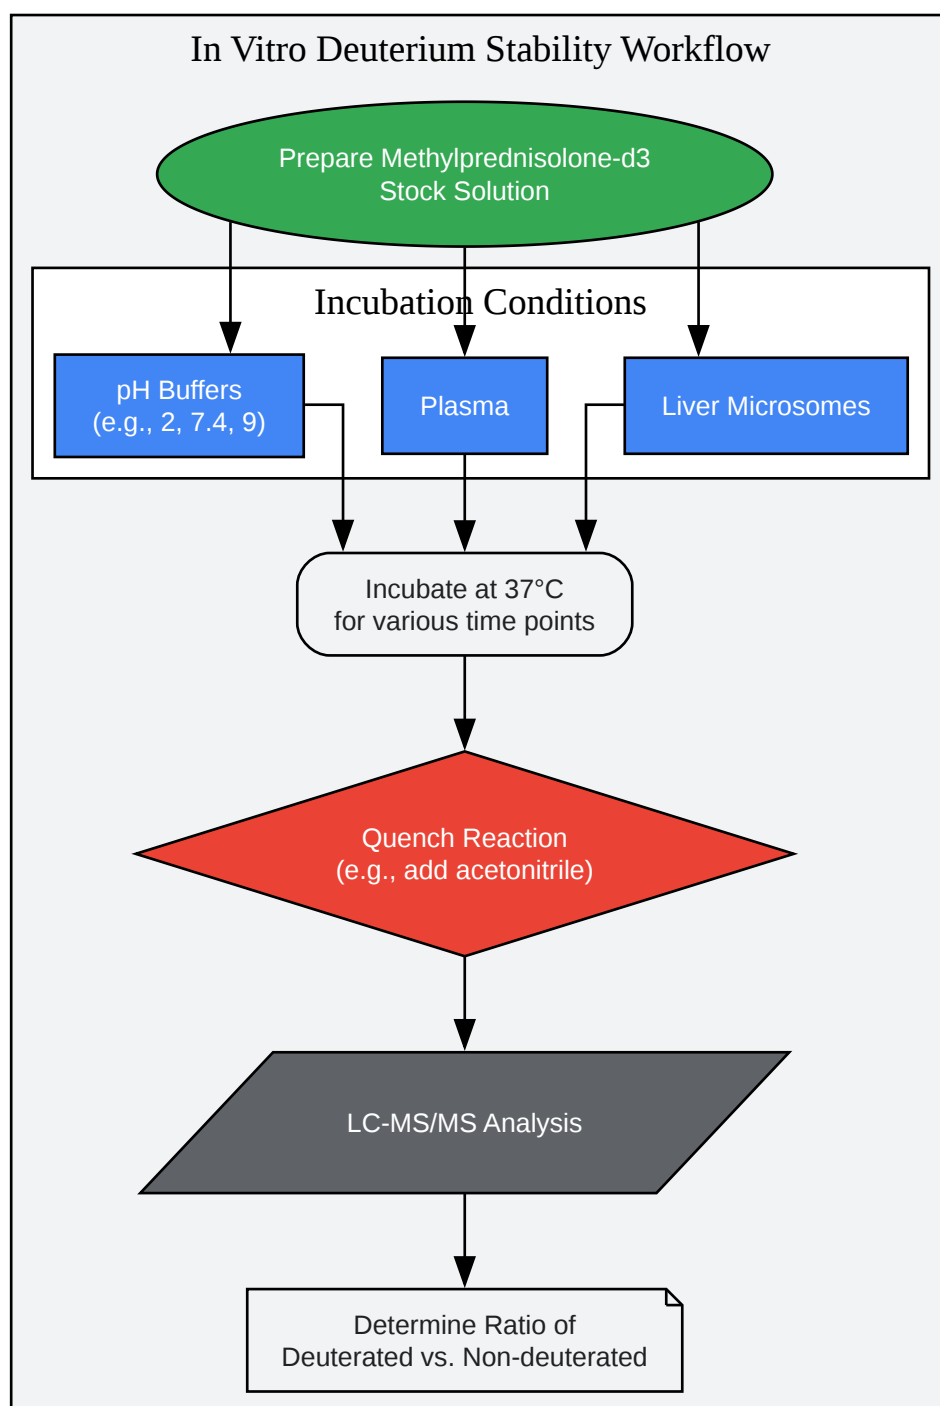 In Vitro Deuterium Stability Workflow
Prepare Methylprednisolone-d3
Stock Solution
Incubation Conditions
pH Buffers
(e.g., 2, 7.4, 9)
Plasma
Liver Microsomes
Incubate at 37°C
for various time points
Quench Reaction
(e.g., add acetonitrile)
LC-MS/MS Analysis
Determine Ratio of
Deuterated vs. Non-deuterated